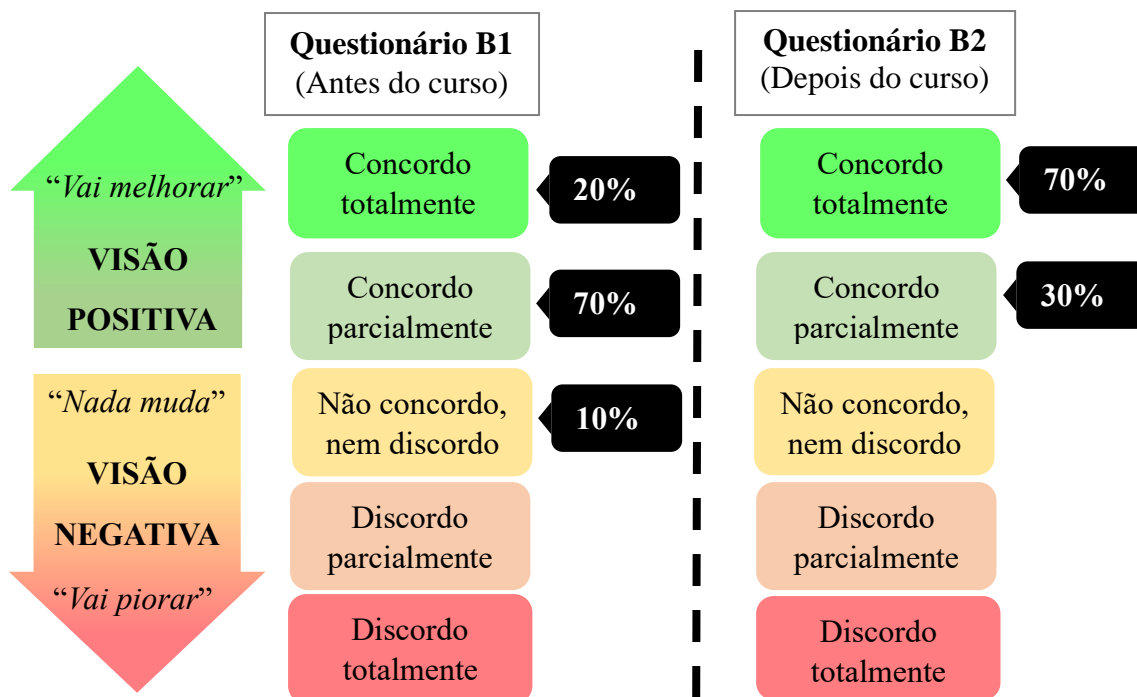 Questionário B1
(Antes do curso)
Questionário B2
(Depois do curso)
“Vai melhorar”
VISÃO
POSITIVA
“Nada muda”
VISÃO
NEGATIVA
“Vai piorar”
Concordo
totalmente
20%
Concordo
parcialmente
70%
Não concordo,
nem discordo
10%
Discordo
parcialmente
Discordo
totalmente
Concordo
totalmente
70%
Concordo
parcialmente
30%
Não concordo,
nem discordo
Discordo
parcialmente
Discordo
totalmente